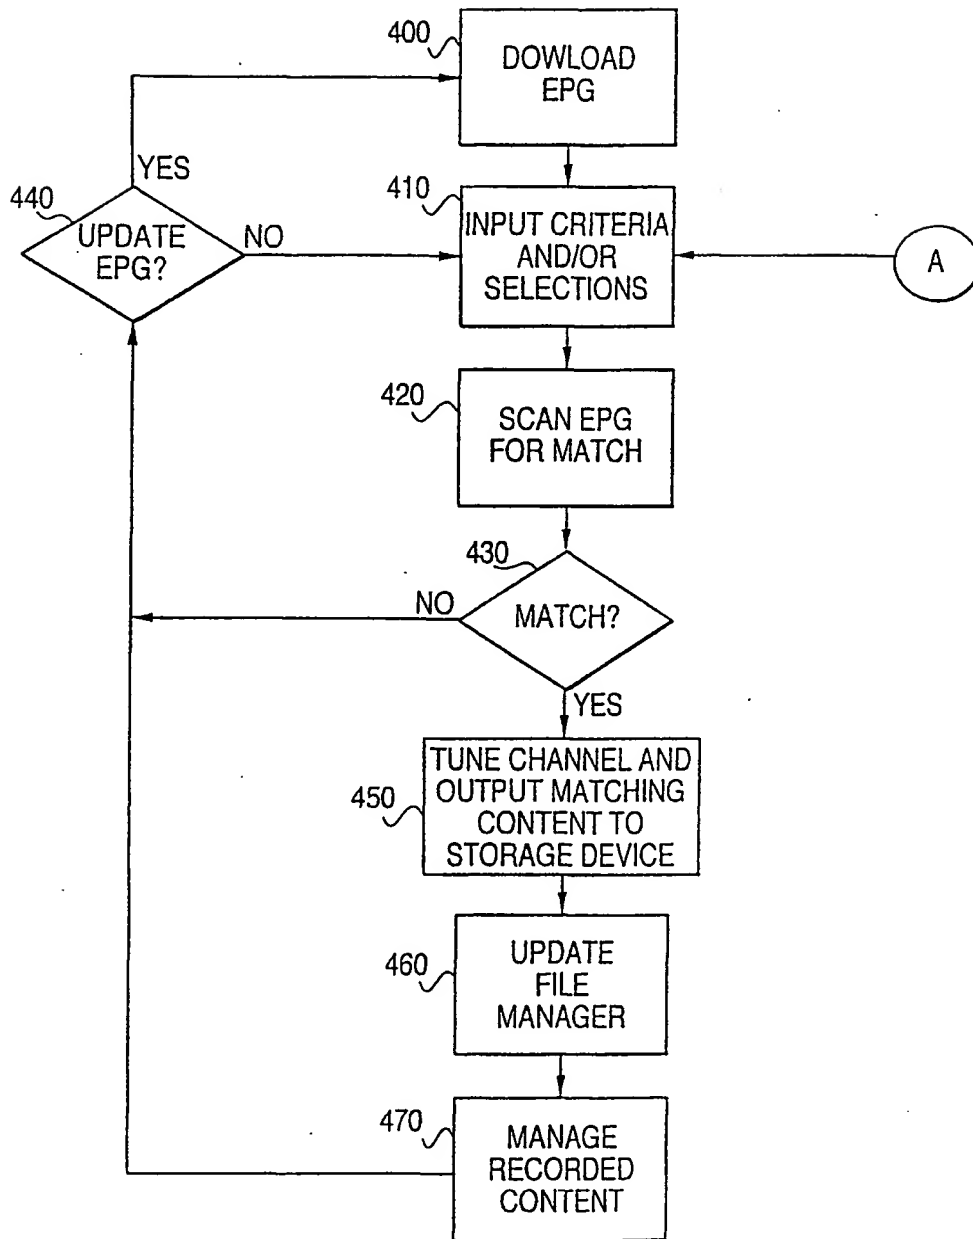 400
DOWLOAD
EPG
YES
440
UPDATE
EPG?
NO
410
INPUT CRITERIA
AND/OR
SELECTIONS
A
420
SCAN EPG
FOR MATCH
430
NO
MATCH?
YES
450
TUNE CHANNEL AND
OUTPUT MATCHING
CONTENT TO
STORAGE DEVICE
460
UPDATE
FILE
MANAGER
470
MANAGE
RECORDED
CONTENT